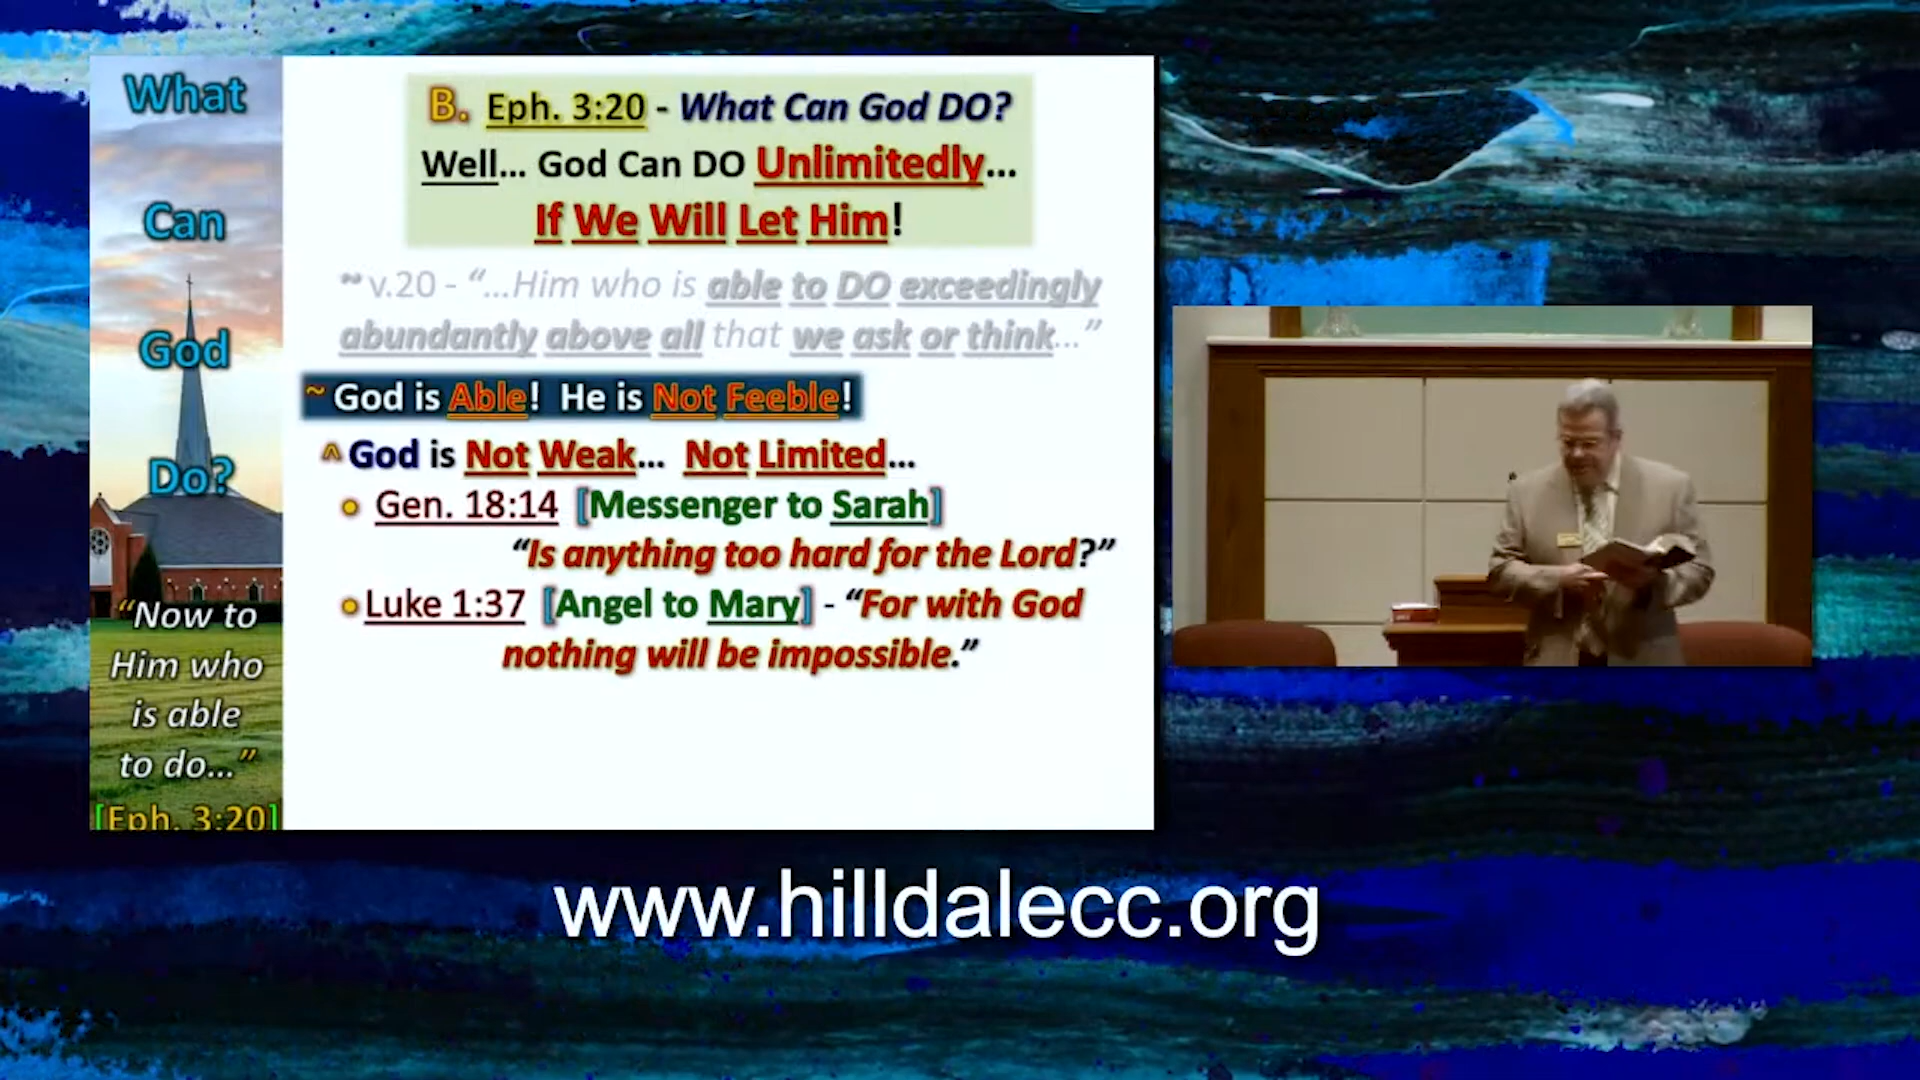 What
Can
God
Do?
“Now to
Him who
is able
to do...”
[Eph. 3:20]
B. Eph. 3:20 - What Can God DO?
Well... God Can DO Unlimitedly...
If We Will Let Him!
~ v.20 - “...Him who is able to DO exceedingly
abundantly above all that we ask or think...”
~ God is Able! He is Not Feeble!
^ God is Not Weak... Not Limited...
• Gen. 18:14 [Messenger to Sarah]
“Is anything too hard for the Lord?”
• Luke 1:37 [Angel to Mary] - “For with God
nothing will be impossible.”
www.hilldalecc.org